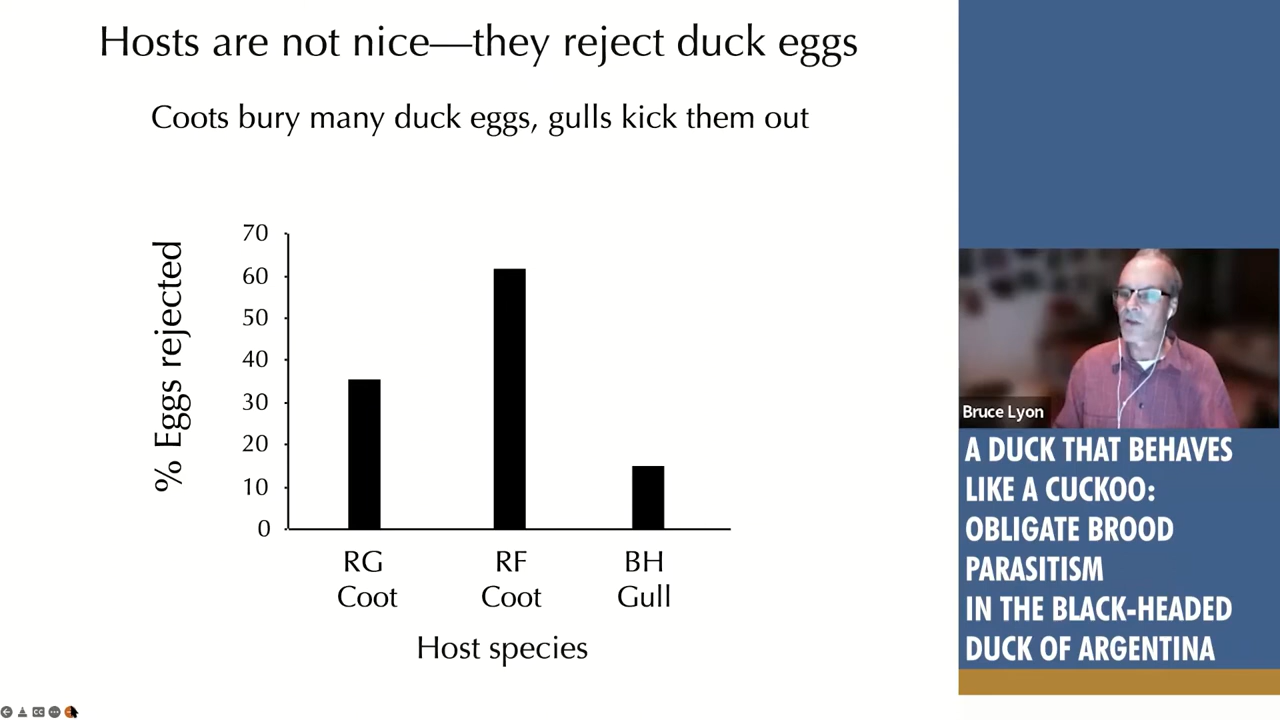 Hosts are not nice—they reject duck eggs
Coots bury many duck eggs, gulls kick them out
% Eggs rejected
70
60
50
40
30
20
10
0
RG
Coot
RF
Coot
BH
Gull
Host species
Bruce Lyon
A DUCK THAT BEHAVES
LIKE A CUCKOO:
OBLIGATE BROOD
PARASITISM
IN THE BLACK-HEADED
DUCK OF ARGENTINA
CC